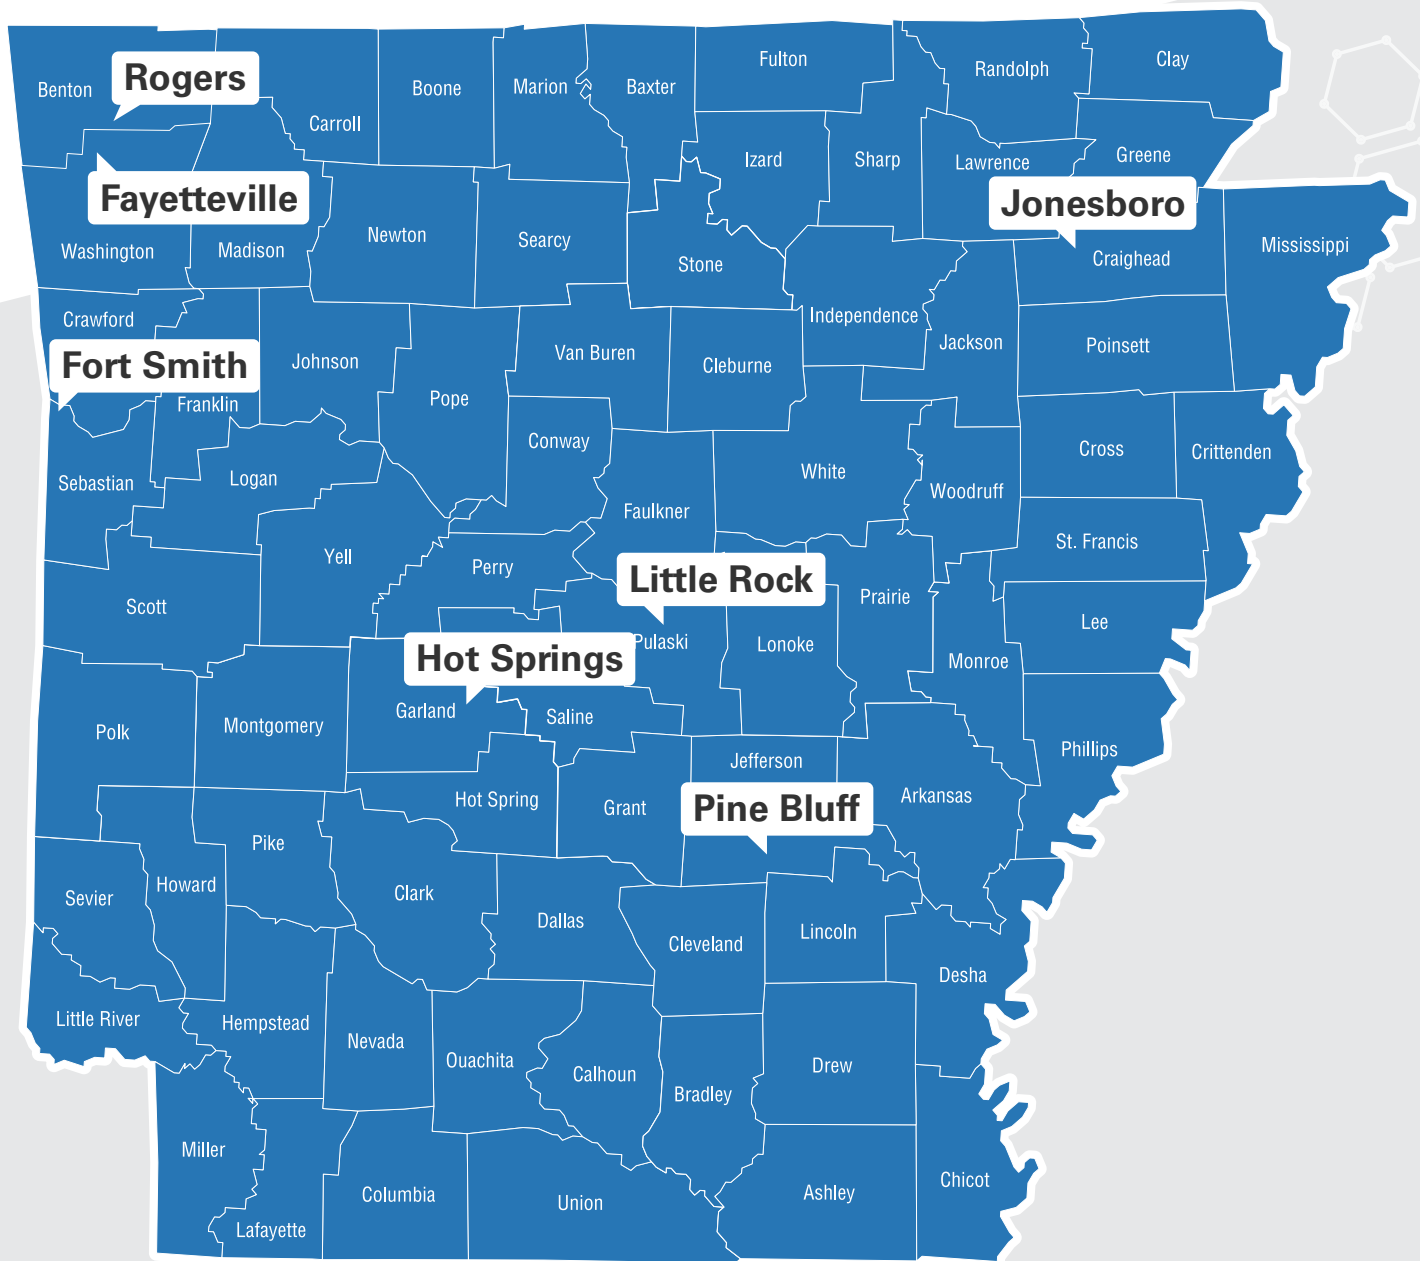 Clay
Fulton
Randolph
Rogers
Benton
Boone
Marion
Baxter
Carroll
Izard
Sharp
Lawrence
Greene
Fayetteville
Jonesboro
Washington
Madison
Newton
Searcy
Stone
Craighead
Mississippi
Crawford
Independence
Jackson
Poinsett
Fort Smith
Johnson
Van Buren
Cleburne
Franklin
Pope
Conway
Cross
Crittenden
Sebastian
Logan
White
Woodruff
Faulkner
St. Francis
Yell
Perry
Little Rock
Prairie
Scott
Lee
Hot Springs
Pulaski
Lonoke
Monroe
Garland
Saline
Polk
Montgomery
Phillips
Jefferson
Hot Spring
Grant
Pine Bluff
Arkansas
Pike
Howard
Sevier
Clark
Dallas
Cleveland
Lincoln
Desha
Little River
Hempstead
Nevada
Ouachita
Calhoun
Bradley
Drew
Miller
Columbia
Lafayette
Union
Ashley
Chicot